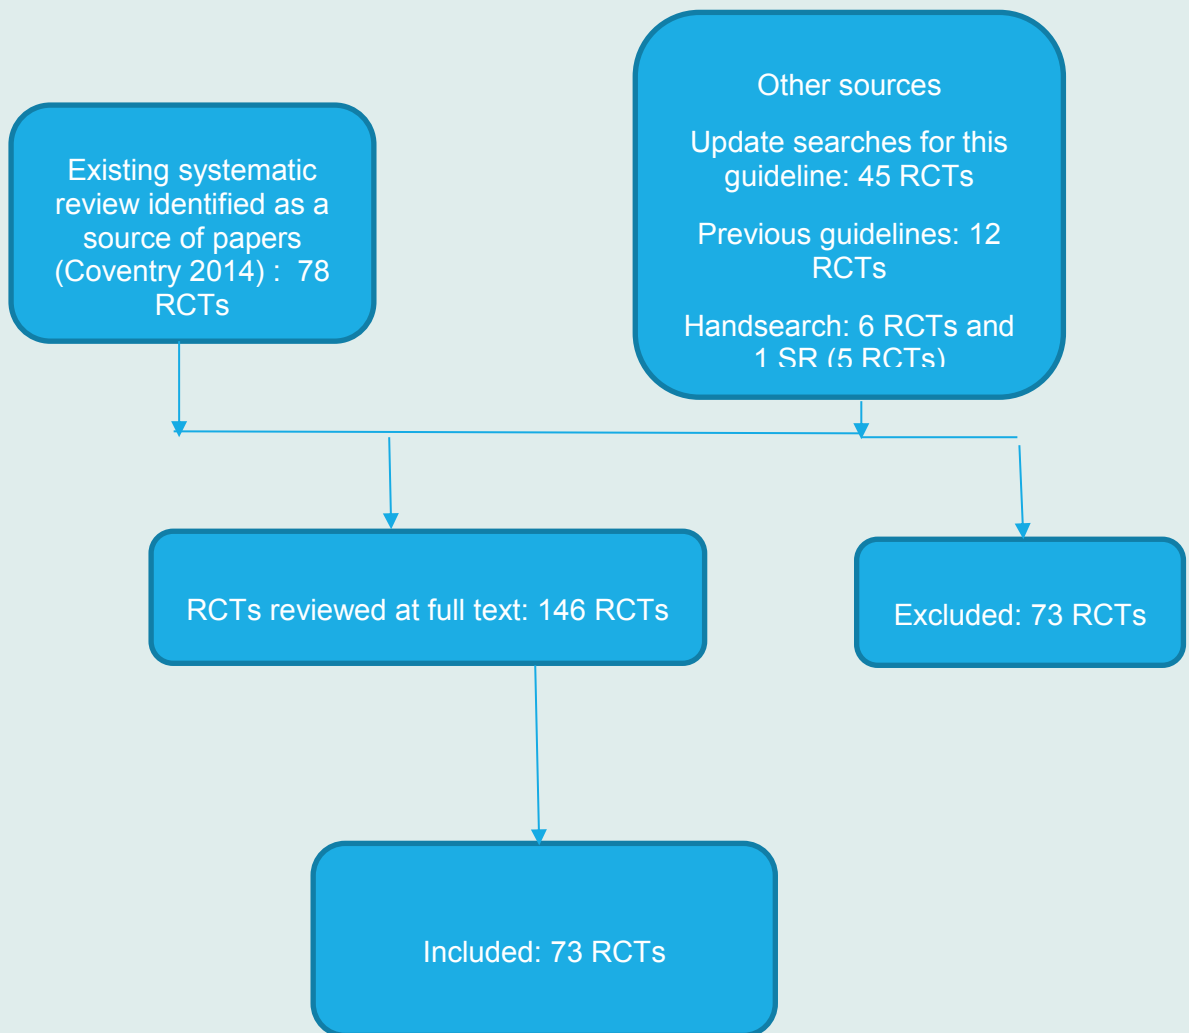 Existing systematic
review identified as a
source of papers
(Coventry 2014) :  78
RCTs
Other sources
Update searches for this
guideline: 45 RCTs
Previous guidelines: 12
RCTs
Handsearch: 6 RCTs and
1 SR (5 RCTs)
RCTs reviewed at full text: 146 RCTs
Excluded: 73 RCTs
Included: 73 RCTs